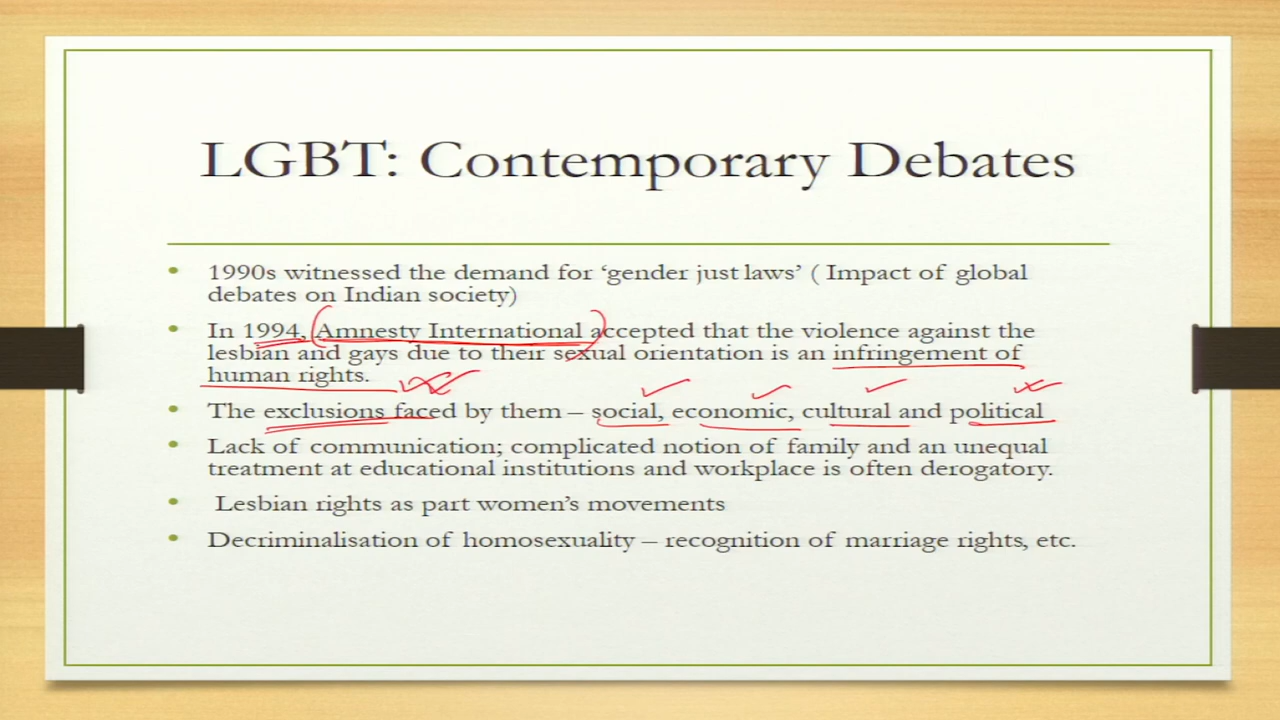 LGBT: Contemporary Debates
• 1990s witnessed the demand for ‘gender just laws’ ( Impact of global
debates on Indian society)
• In 1994, Amnesty International accepted that the violence against the
lesbian and gays due to their sexual orientation is an infringement of
human rights.
• The exclusions faced by them – social, economic, cultural and political
• Lack of communication; complicated notion of family and an unequal
treatment at educational institutions and workplace is often derogatory.
• Lesbian rights as part women’s movements
• Decriminalisation of homosexuality – recognition of marriage rights, etc.